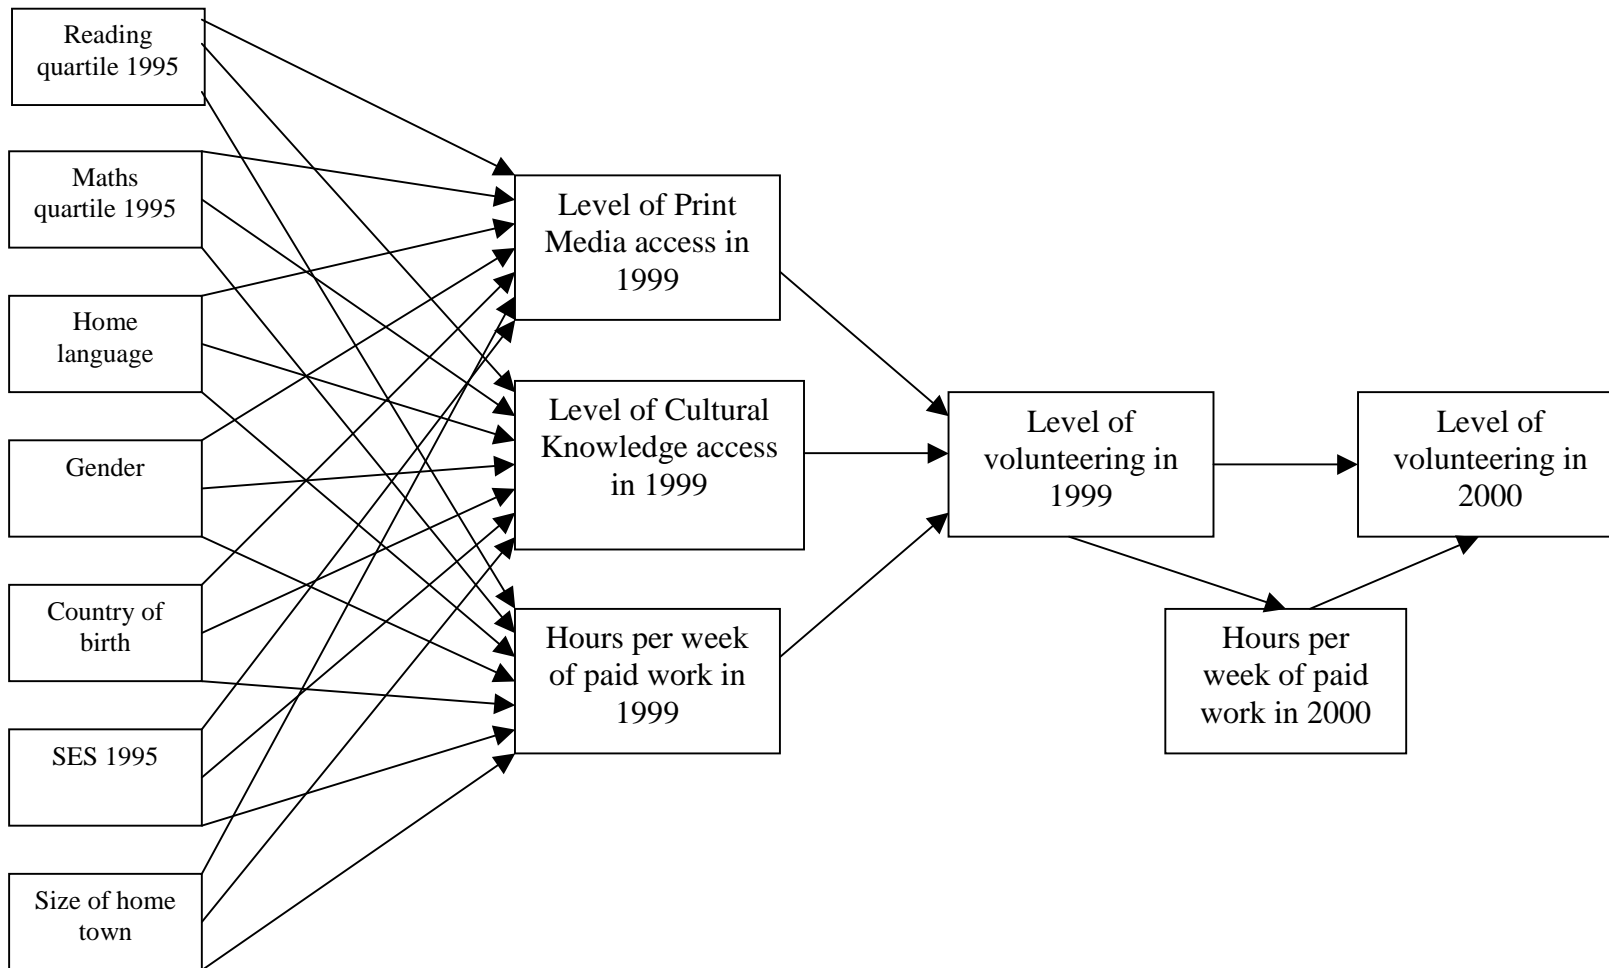 Reading
quartile 1995
Maths
quartile 1995
Home
language
Gender
Country of
birth
SES 1995
Size of home
town
Level of Print
Media access in
1999
Level of Cultural
Knowledge access
in 1999
Hours per week
of paid work in
1999
Level of
volunteering in
1999
Level of
volunteering in
2000
Hours per
week of paid
work in 2000